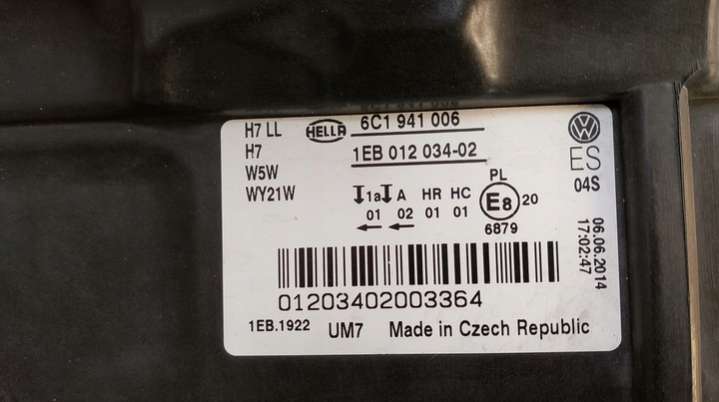 H7 LL
H7
W5W
WY21W
HELLA
6C1 941 006
1EB 012 034-02
1a A HR HC
01 02 01 01
PL
E8 20
6879
VW
ES
04S
06.06.2014
17:02:47
01203402003364
1EB.1922 UM7 Made in Czech Republic